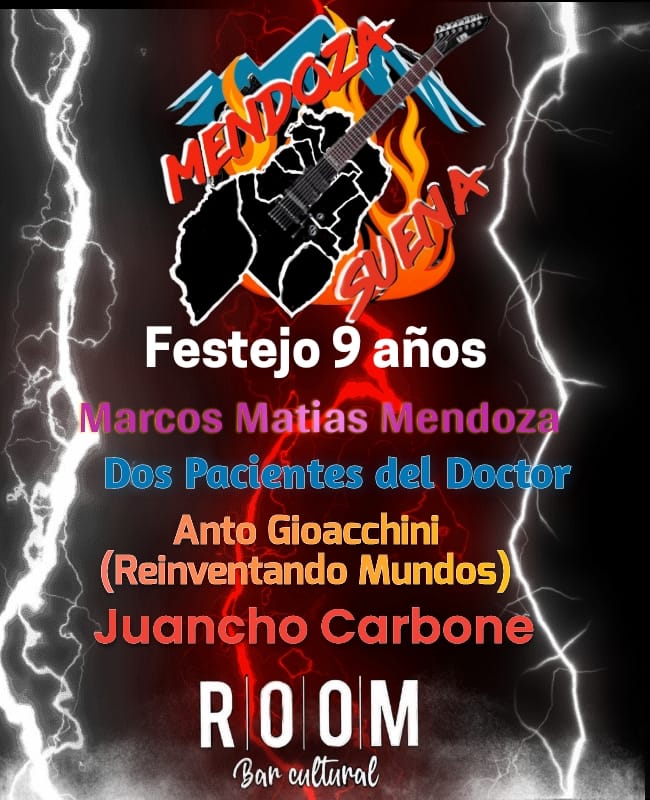 MENDOZA
SUENA
Festejo 9 años
Marcos Matias Mendoza
Dos Pacientes del Doctor
Anto Gioacchini
(Reinventando Mundos)
Juancho Carbone
R|O|O|M
Bar cultural